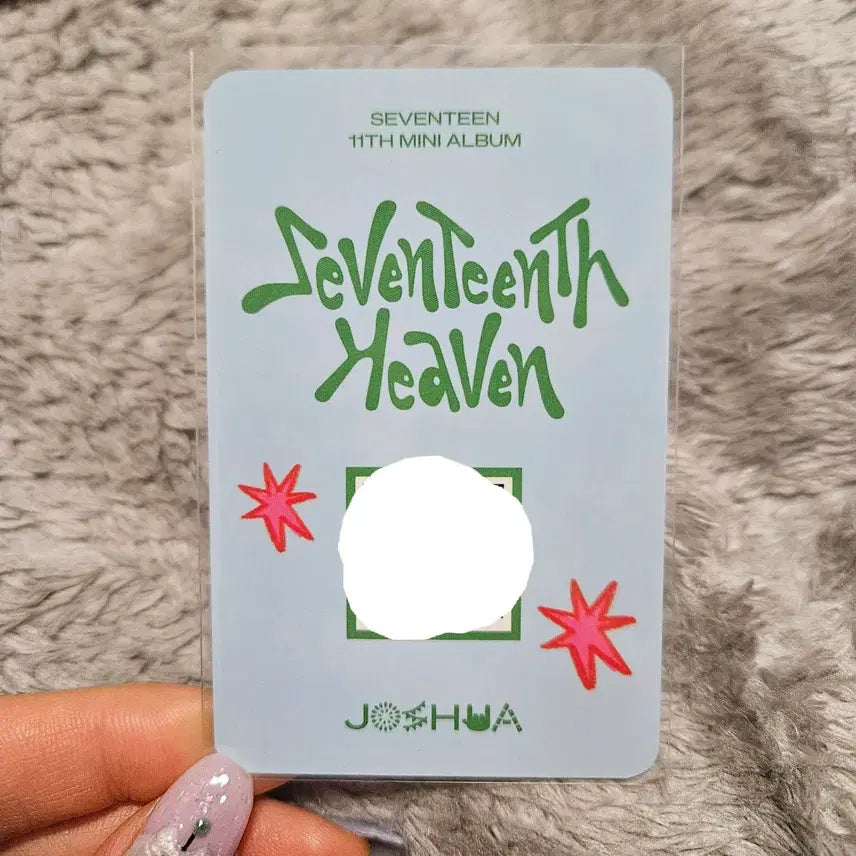 SEVENTEEN
11TH MINI ALBUM
SEVENTEENTH
HEAVEN
JOSHUA